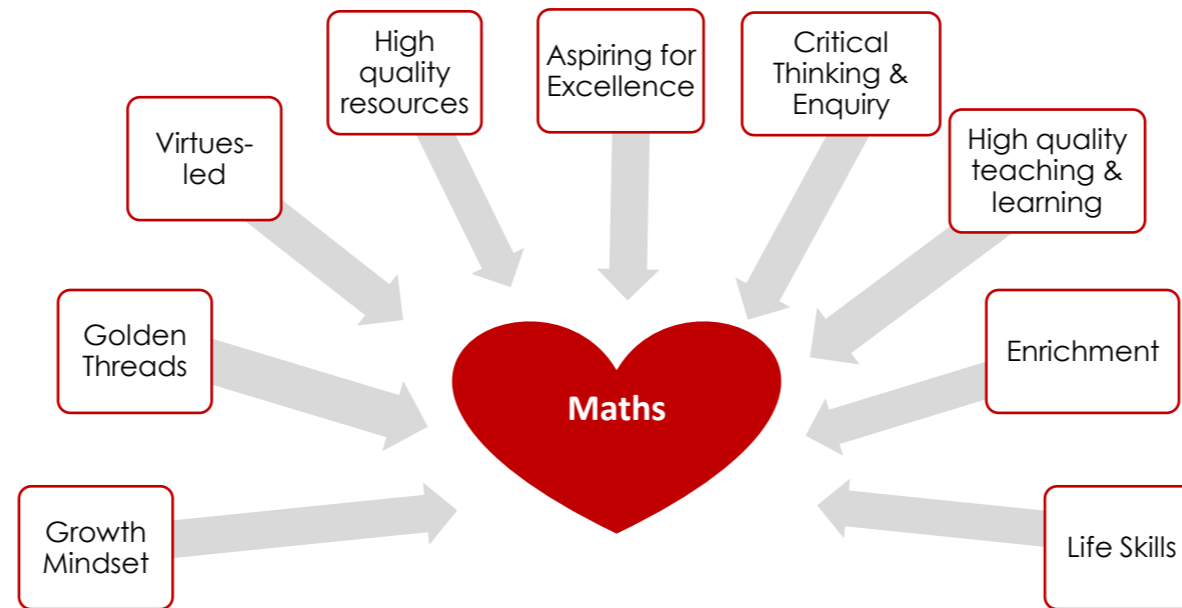 High
quality
resources
Aspiring for
Excellence
Critical
Thinking &
Enquiry
Virtues-
led
High quality
teaching &
learning
Golden
Threads
Enrichment
Maths
Growth
Mindset
Life Skills